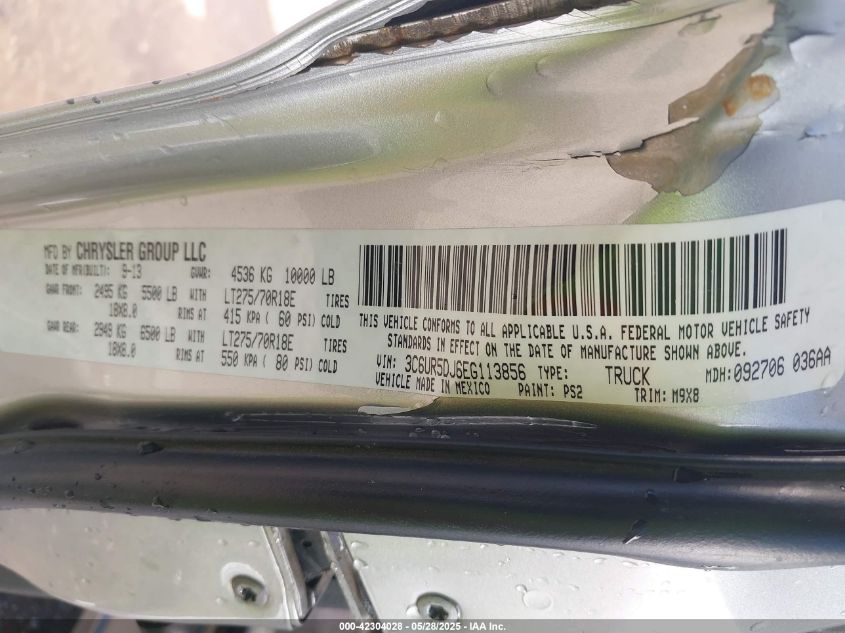 MFD BY CHRYSLER GROUP LLC
DATE OF MFR(BUILT): 9-13 GVWR: 4536 KG 10000 LB
GAWR FRONT: 2495 KG 5500 LB WITH LT275/70R18E TIRES
18X8.0 RIMS AT 415 KPA ( 60 PSI) COLD
GAWR REAR: 2948 KG 6500 LB WITH LT275/70R18E TIRES
18X8.0 RIMS AT 550 KPA ( 80 PSI) COLD
THIS VEHICLE CONFORMS TO ALL APPLICABLE U.S.A. FEDERAL MOTOR VEHICLE SAFETY
STANDARDS IN EFFECT ON THE DATE OF MANUFACTURE SHOWN ABOVE.
VIN: 3C6UR5DJ6EG113856 TYPE: TRUCK MDH:092706 036AA
VEHICLE MADE IN MEXICO PAINT: PS2 TRIM: M9X8
000-42304028 - 05/28/2025 - IAA Inc.